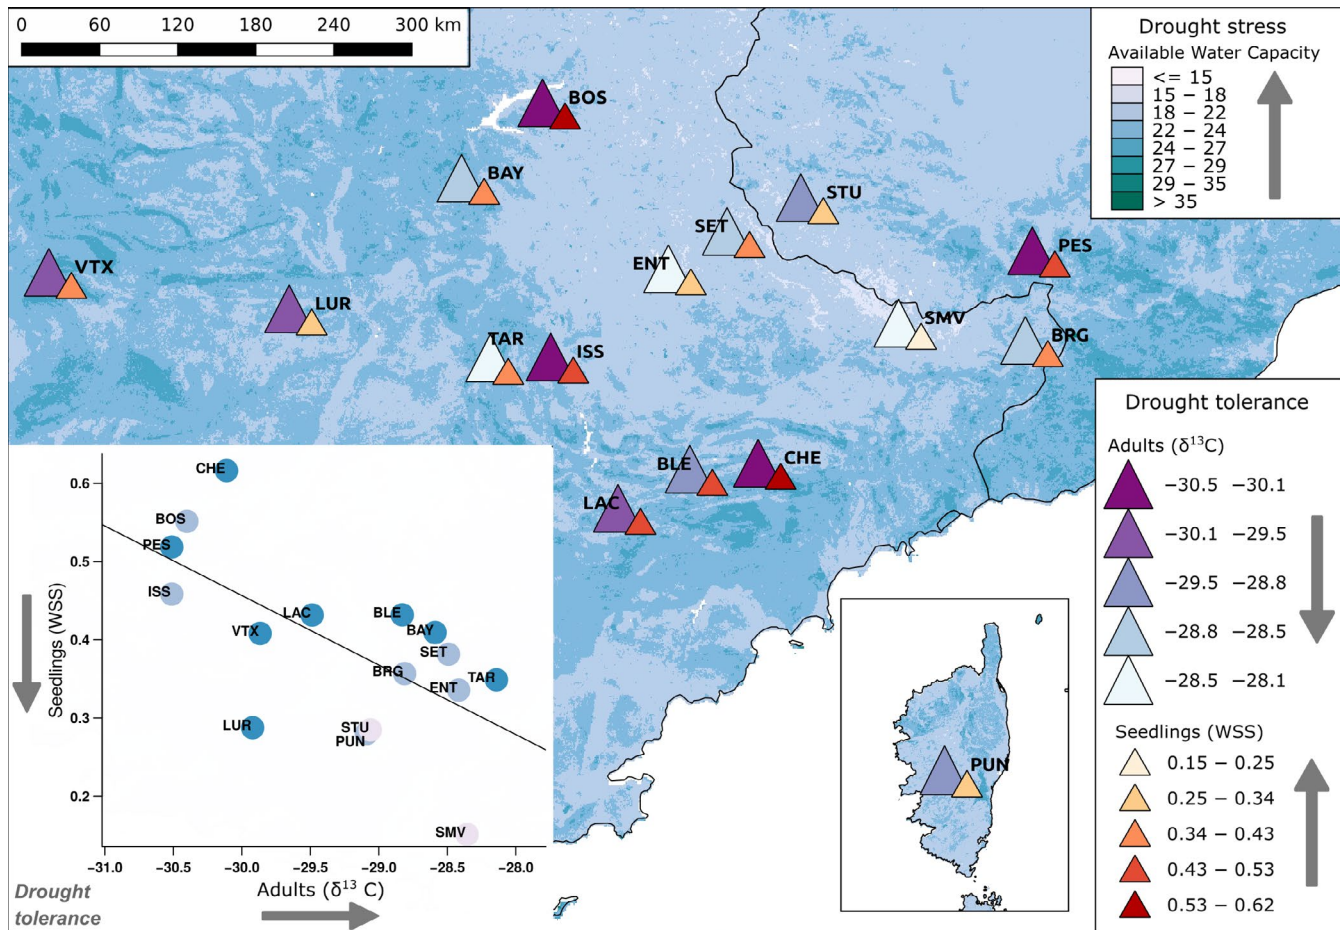 0 60 120 180 240 300 km
Drought stress
Available Water Capacity
<= 15
15 – 18
18 – 22
22 – 24
24 – 27
27 – 29
29 – 35
> 35
BOS
BAY
STU
SET
PES
VTX
ENT
LUR
SMV
TAR
ISS
BRG
BLE
CHE
LAC
PUN
Drought tolerance
Adults (δ¹³ C)
−30.5 −30.1
−30.1 −29.5
−29.5 −28.8
−28.8 −28.5
−28.5 −28.1
Seedlings (WSS)
0.15 – 0.25
0.25 – 0.34
0.34 – 0.43
0.43 – 0.53
0.53 – 0.62
Seedlings (WSS)
0.6
0.5
0.4
0.3
0.2
CHE
BOS
PES
ISS
LAC
BLE
VTX
BAY
SET
BRG
TAR
ENT
LUR
STU
PUN
SMV
−31.0 −30.5 −30.0 −29.5 −29.0 −28.5 −28.0
Adults (δ¹³ C)
Drought
tolerance